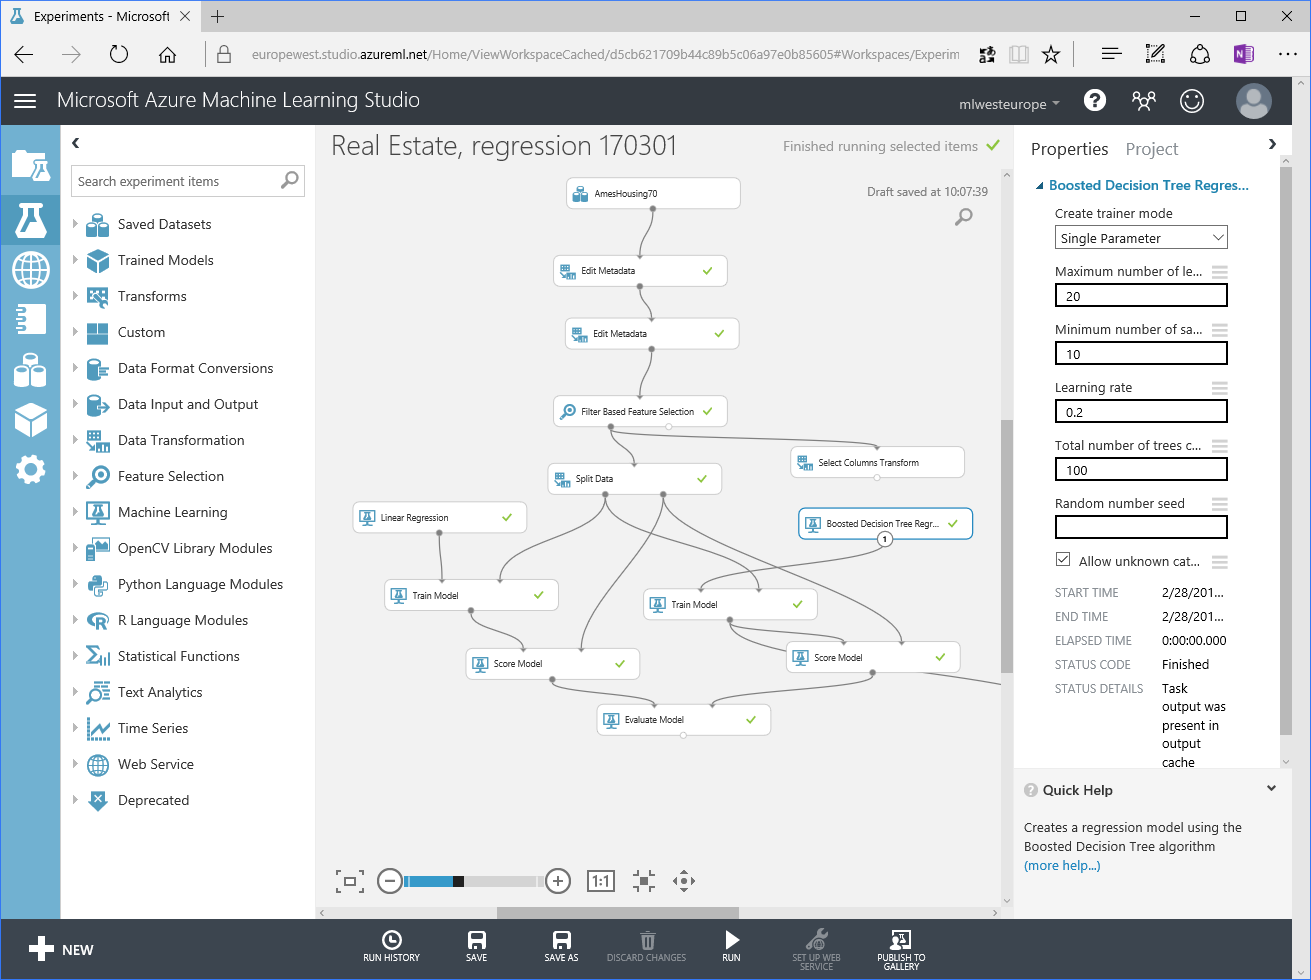 Experiments - Microsoft
europewest.studio.azureml.net/Home/ViewWorkspaceCached/d5cb621709b44c89b5c06a97e0b85605#Workspaces/Experim
Microsoft Azure Machine Learning Studio
mlwesteurope
Search experiment items
Saved Datasets
Trained Models
Transforms
Custom
Data Format Conversions
Data Input and Output
Data Transformation
Feature Selection
Machine Learning
OpenCV Library Modules
Python Language Modules
R Language Modules
Statistical Functions
Text Analytics
Time Series
Web Service
Deprecated
Real Estate, regression 170301
Finished running selected items
Draft saved at 10:07:39
AmesHousing70
Edit Metadata
Edit Metadata
Filter Based Feature Selection
Select Columns Transform
Split Data
Linear Regression
Boosted Decision Tree Regr...
1
Train Model
Train Model
Score Model
Score Model
Evaluate Model
1:1
Properties Project
Boosted Decision Tree Regres...
Create trainer mode
Single Parameter
Maximum number of le...
20
Minimum number of sa...
10
Learning rate
0.2
Total number of trees c...
100
Random number seed
Allow unknown cat...
START TIME 2/28/201...
END TIME 2/28/201...
ELAPSED TIME 0:00:00.000
STATUS CODE Finished
STATUS DETAILS Task
output was
present in
output
cache
Quick Help
Creates a regression model using the
Boosted Decision Tree algorithm
(more help...)
NEW
RUN HISTORY
SAVE
SAVE AS
DISCARD CHANGES
RUN
SET UP WEB
SERVICE
PUBLISH TO
GALLERY